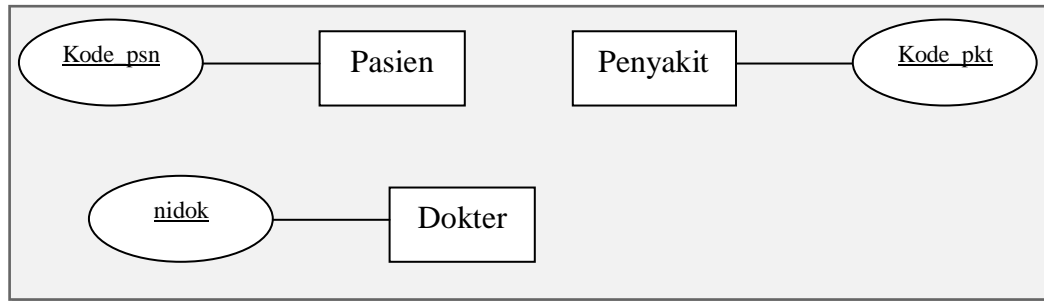 Kode_psn
Pasien
Penyakit
Kode_pkt
nidok
Dokter